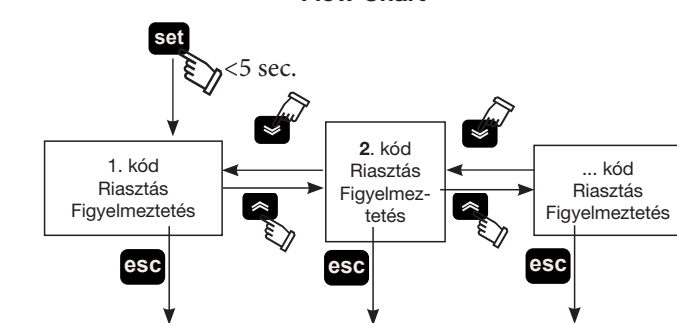 Flow Chart
set
<5 sec.
1. kód
Riasztás
Figyelmeztetés
2. kód
Riasztás
Figyelmez-
tetés
... kód
Riasztás
Figyelmeztetés
esc
esc
esc